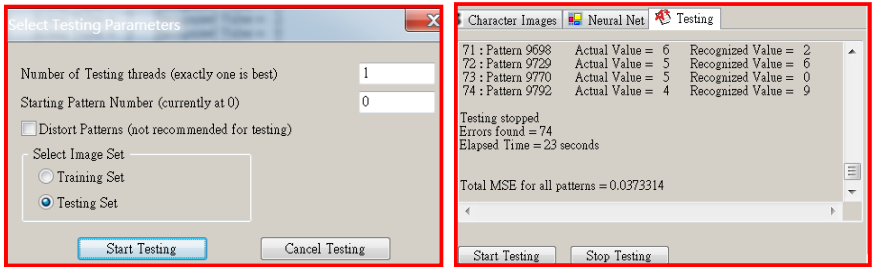 Select Testing Parameters
Number of Testing threads (exactly one is best) 1
Starting Pattern Number (currently at 0) 0
Distort Patterns (not recommended for testing)
Select Image Set
Training Set
Testing Set
Start Testing Cancel Testing
Character Images Neural Net Testing
71 : Pattern 9698 Actual Value = 6 Recognized Value = 2
72 : Pattern 9729 Actual Value = 5 Recognized Value = 6
73 : Pattern 9770 Actual Value = 5 Recognized Value = 0
74 : Pattern 9792 Actual Value = 4 Recognized Value = 9
Testing stopped
Errors found = 74
Elapsed Time = 23 seconds
Total MSE for all patterns = 0.0373314
Start Testing Stop Testing